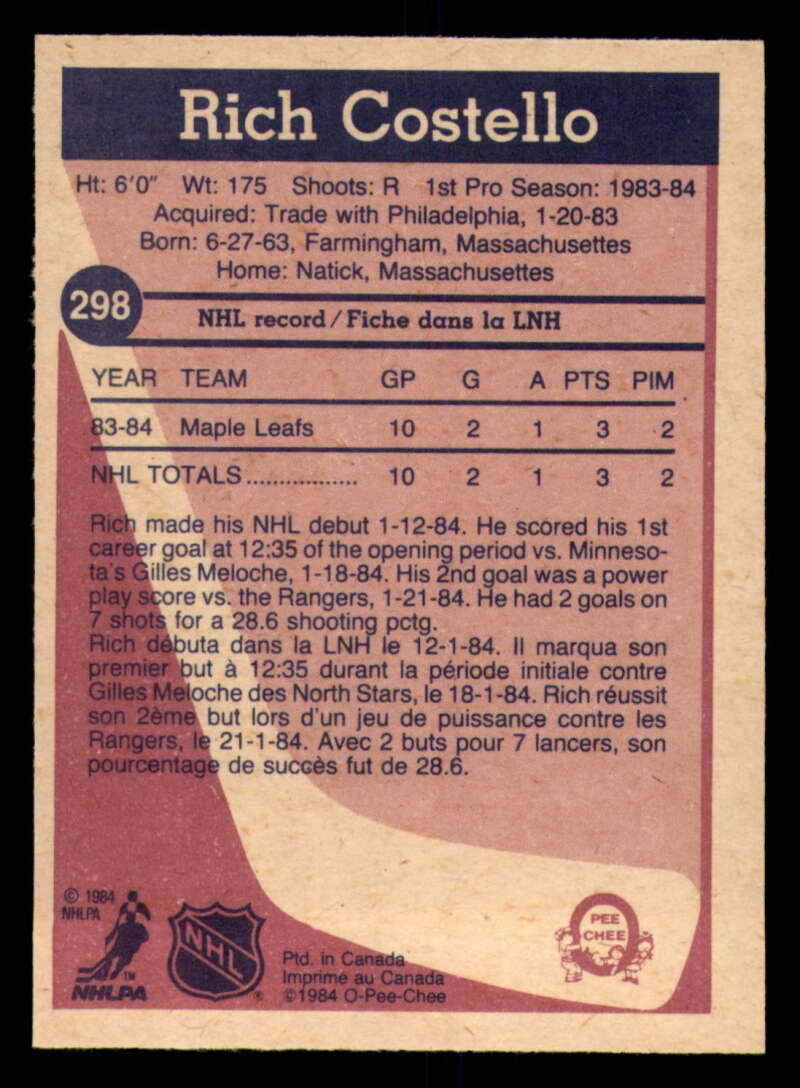 Rich Costello
Ht: 6'0" Wt: 175 Shoots: R 1st Pro Season: 1983-84
Acquired: Trade with Philadelphia, 1-20-83
Born: 6-27-63, Farmingham, Massachusettes
Home: Natick, Massachusettes
298
NHL record/Fiche dans la LNH
YEAR TEAM GP G A PTS PIM
83-84 Maple Leafs 10 2 1 3 2
NHL TOTALS................. 10 2 1 3 2
Rich made his NHL debut 1-12-84. He scored his 1st
career goal at 12:35 of the opening period vs. Minneso-
ta's Gilles Meloche, 1-18-84. His 2nd goal was a power
play score vs. the Rangers, 1-21-84. He had 2 goals on
7 shots for a 28.6 shooting pctg.
Rich débuta dans la LNH le 12-1-84. Il marqua son
premier but à 12:35 durant la période initiale contre
Gilles Meloche des North Stars, le 18-1-84. Rich réussit
son 2ème but lors d'un jeu de puissance contre les
Rangers, le 21-1-84. Avec 2 buts pour 7 lancers, son
pourcentage de succès fut de 28.6.
© 1984
NHLPA
TM
NHLPA
NHL
®
Ptd. in Canada
Imprimé au Canada
©1984 O-Pee-Chee
PEE
CHEE